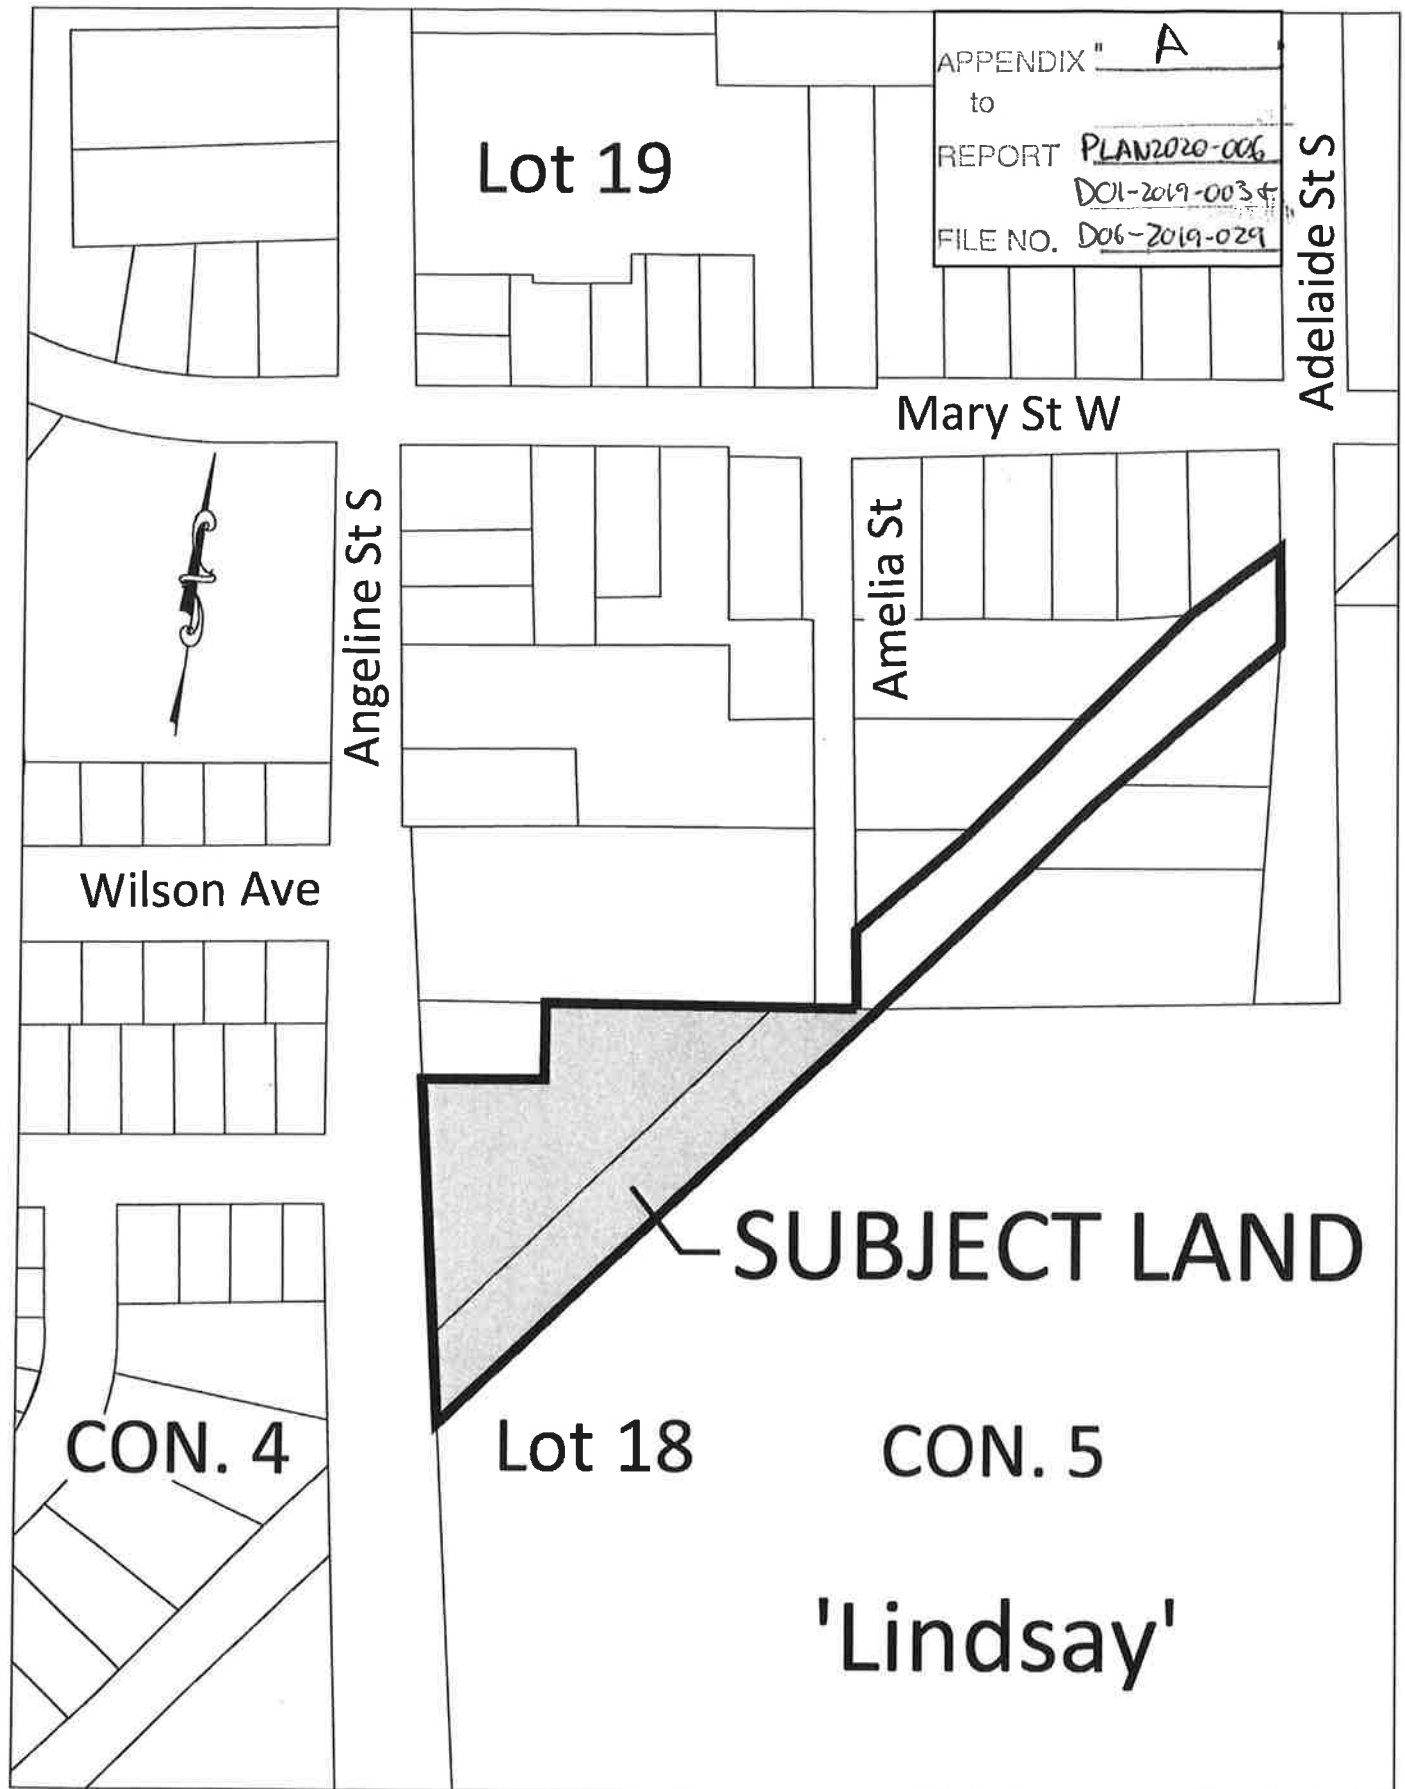 APPENDIX " A "
to
REPORT PLAN2020-006
D01-2019-003 &
FILE NO. D06-2019-029
Lot 19
Adelaide St S
Mary St W
Angeline St S
Amelia St
Wilson Ave
SUBJECT LAND
CON. 4
Lot 18
CON. 5
'Lindsay'